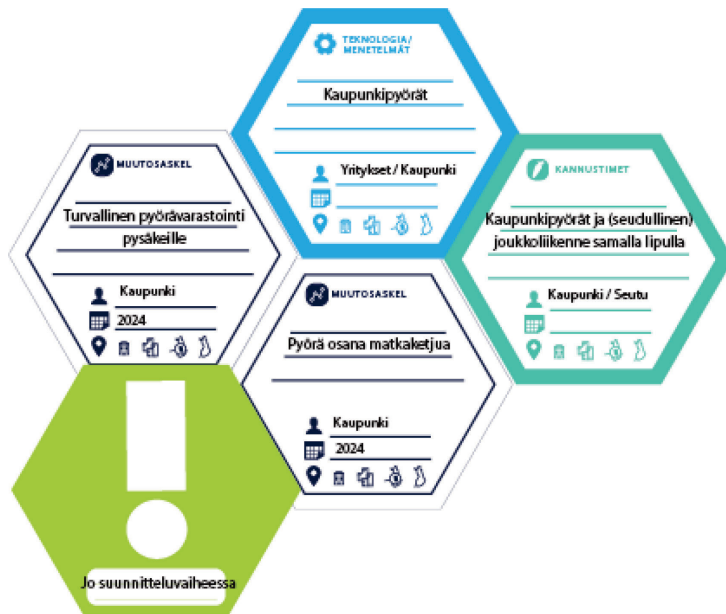 TEKNOLOGIA/
MENETELMÄT
Kaupunkipyörät
Yritykset / Kaupunki
MUUTOSASKEL
Turvallinen pyörävarastointi
pysäkeille
Kaupunki
2024
KANNUSTIMET
Kaupunkipyörät ja (seudullinen)
joukkoliikenne samalla lipulla
Kaupunki / Seutu
MUUTOSASKEL
Pyörä osana matkaketjua
Kaupunki
2024
!
Jo suunnitteluvaiheessa